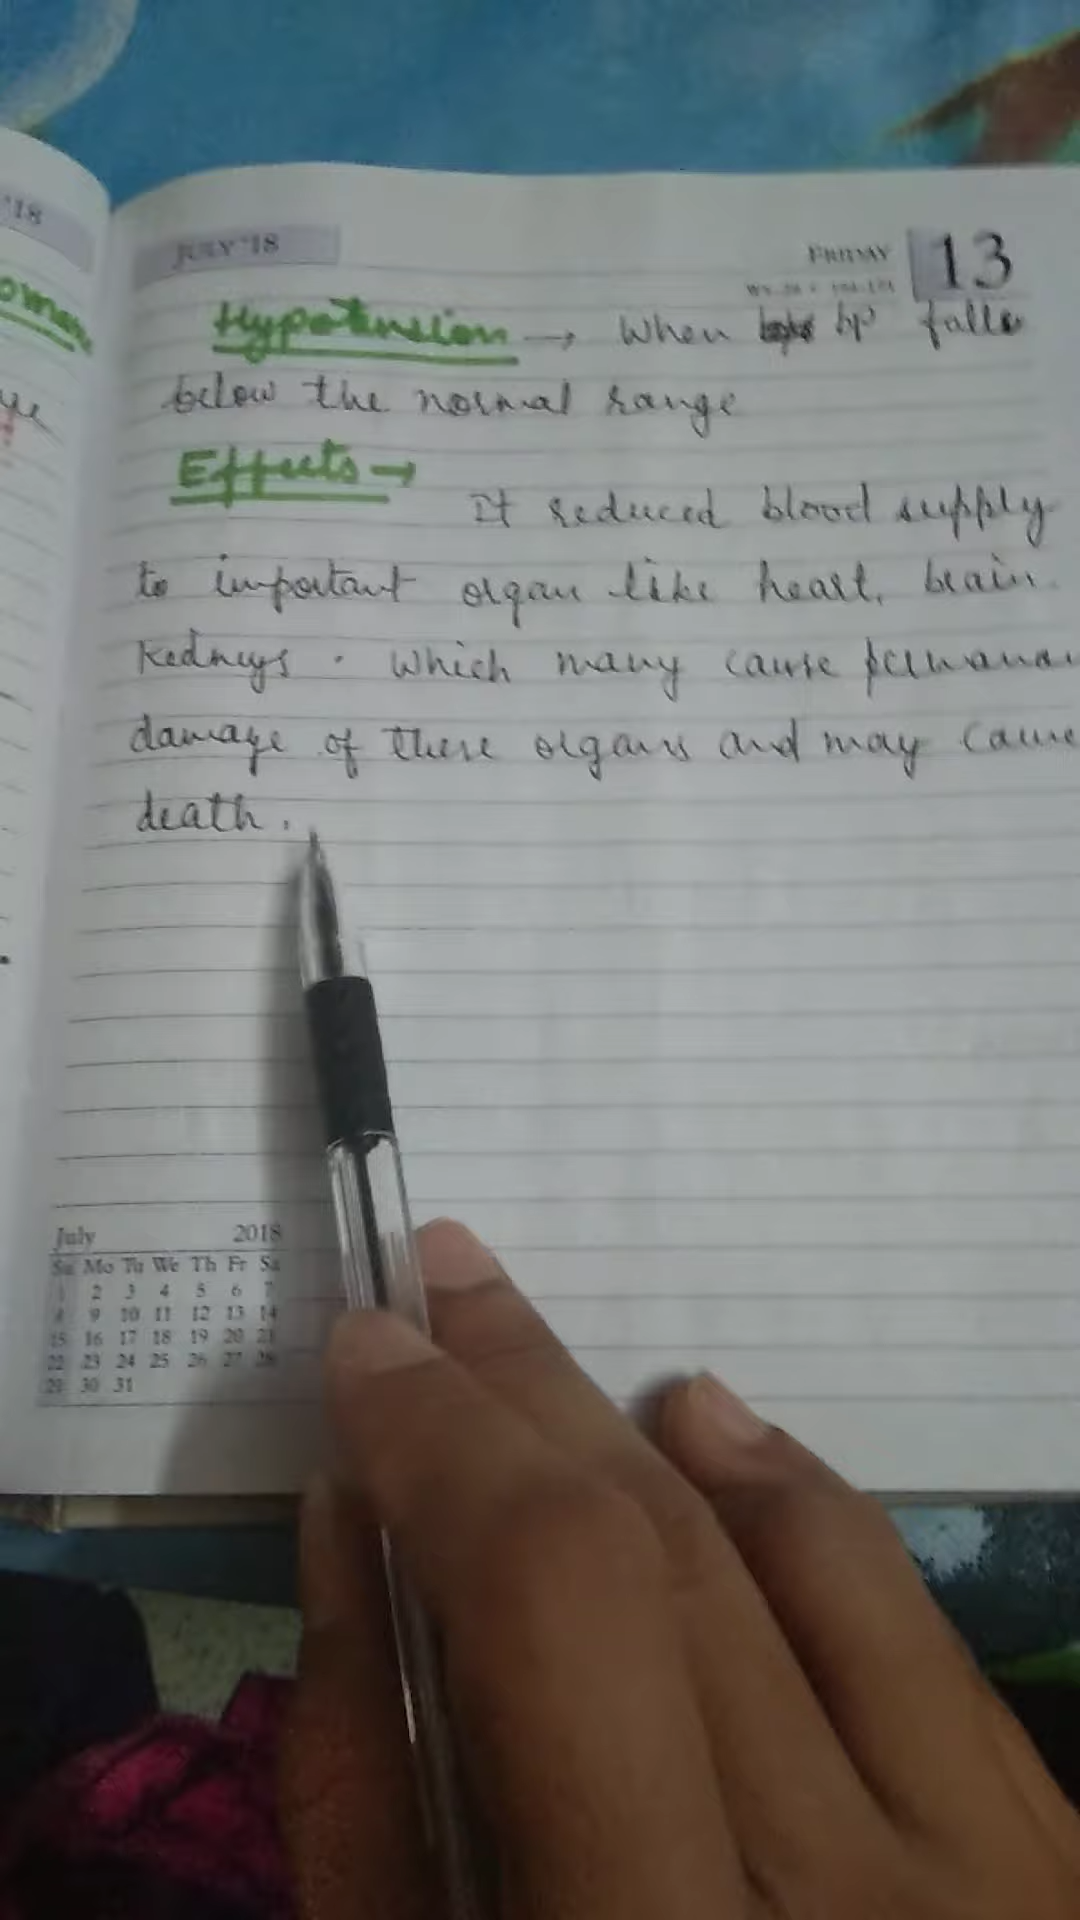 '18
JULY '18
FRIDAY 13
Hypotension → When bp falls
below the normal range
Effects →
It reduced blood supply
to important organ like heart, brain
Kedneys. Which many cause permanan
damage of these organs and may cause
death.
July 2018
Su Mo Tu We Th Fr Sa
1 2 3 4 5 6 7
8 9 10 11 12 13 14
15 16 17 18 19 20 21
22 23 24 25 26 27 28
29 30 31